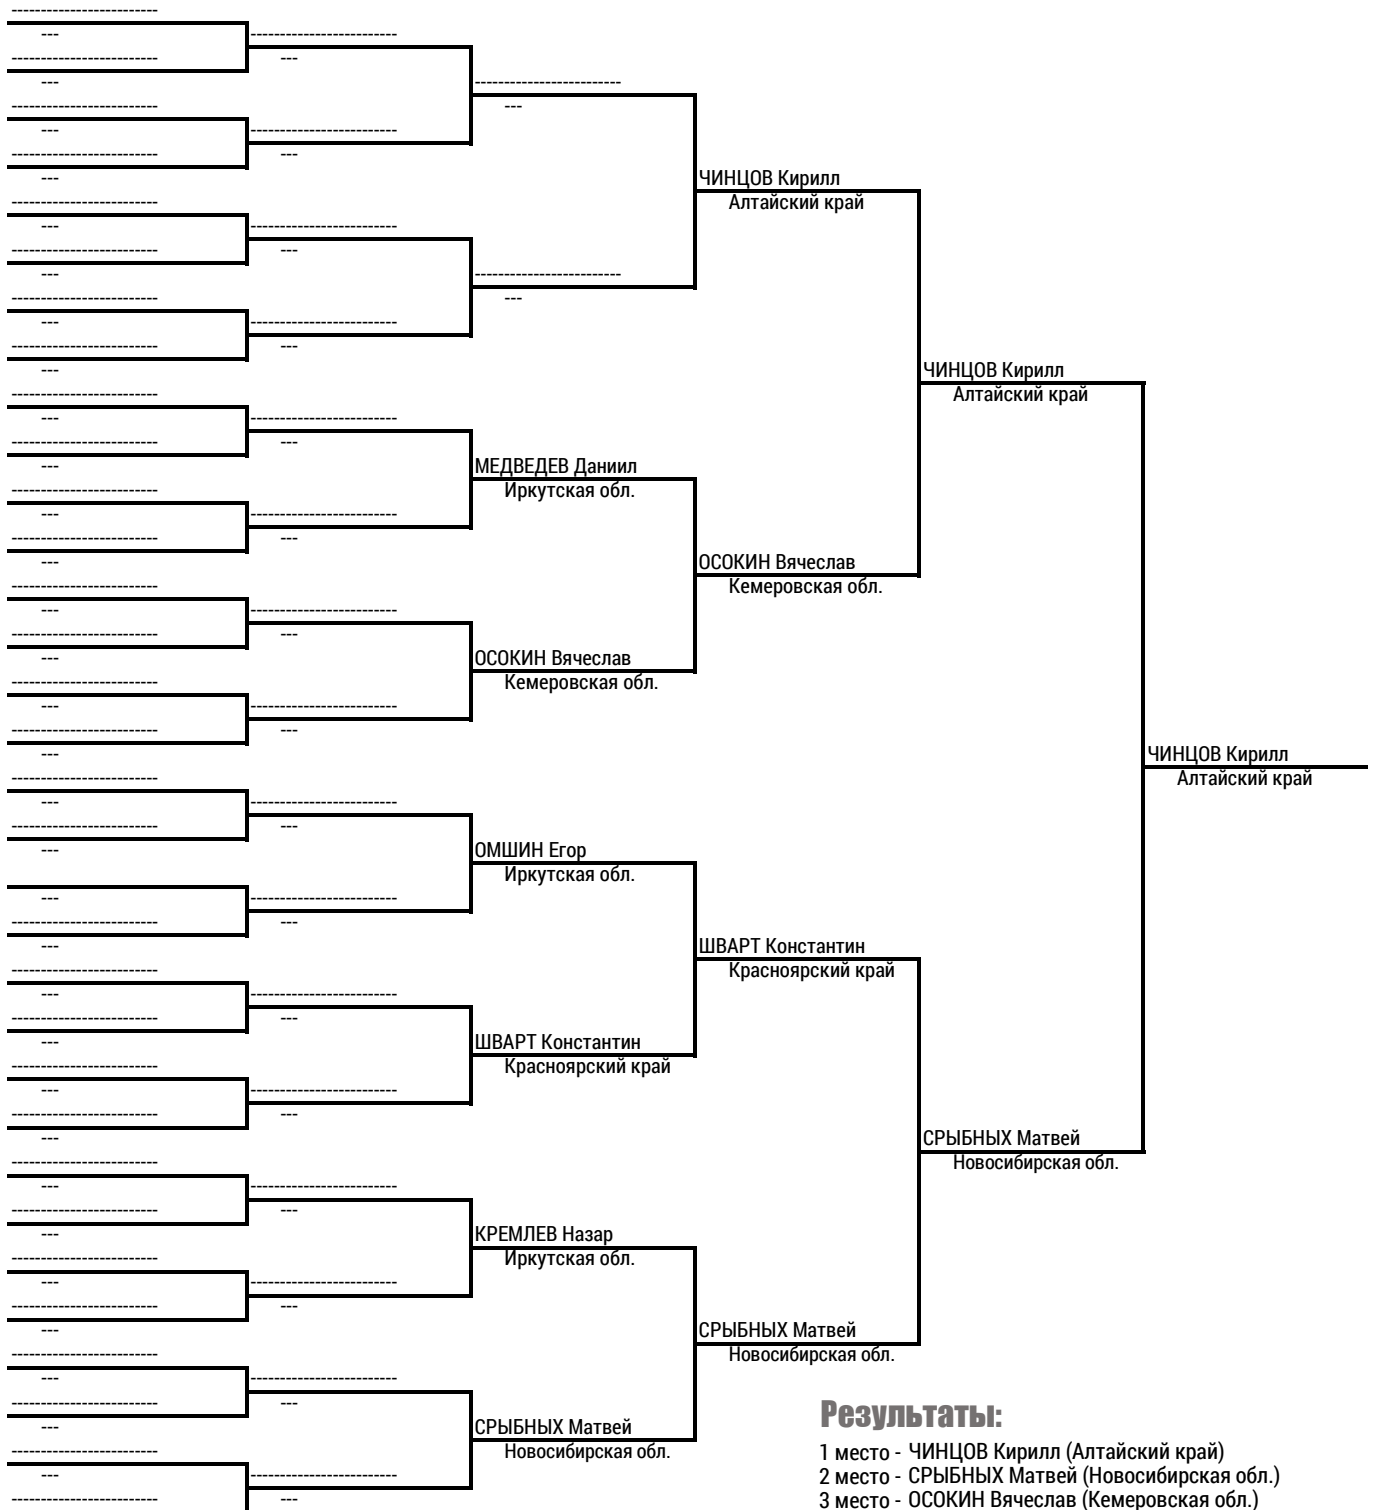 ЧИНЦОВ Кирилл
Алтайский край
ЧИНЦОВ Кирилл
Алтайский край
МЕДВЕДЕВ Даниил
Иркутская обл.
ОСОКИН Вячеслав
Кемеровская обл.
ОСОКИН Вячеслав
Кемеровская обл.
ЧИНЦОВ Кирилл
Алтайский край
ОМШИН Егор
Иркутская обл.
ШВАРТ Константин
Красноярский край
ШВАРТ Константин
Красноярский край
СРЫБНЫХ Матвей
Новосибирская обл.
КРЕМЛЕВ Назар
Иркутская обл.
СРЫБНЫХ Матвей
Новосибирская обл.
СРЫБНЫХ Матвей
Новосибирская обл.
Результаты:
1 место - ЧИНЦОВ Кирилл (Алтайский край)
2 место - СРЫБНЫХ Матвей (Новосибирская обл.)
3 место - ОСОКИН Вячеслав (Кемеровская обл.)